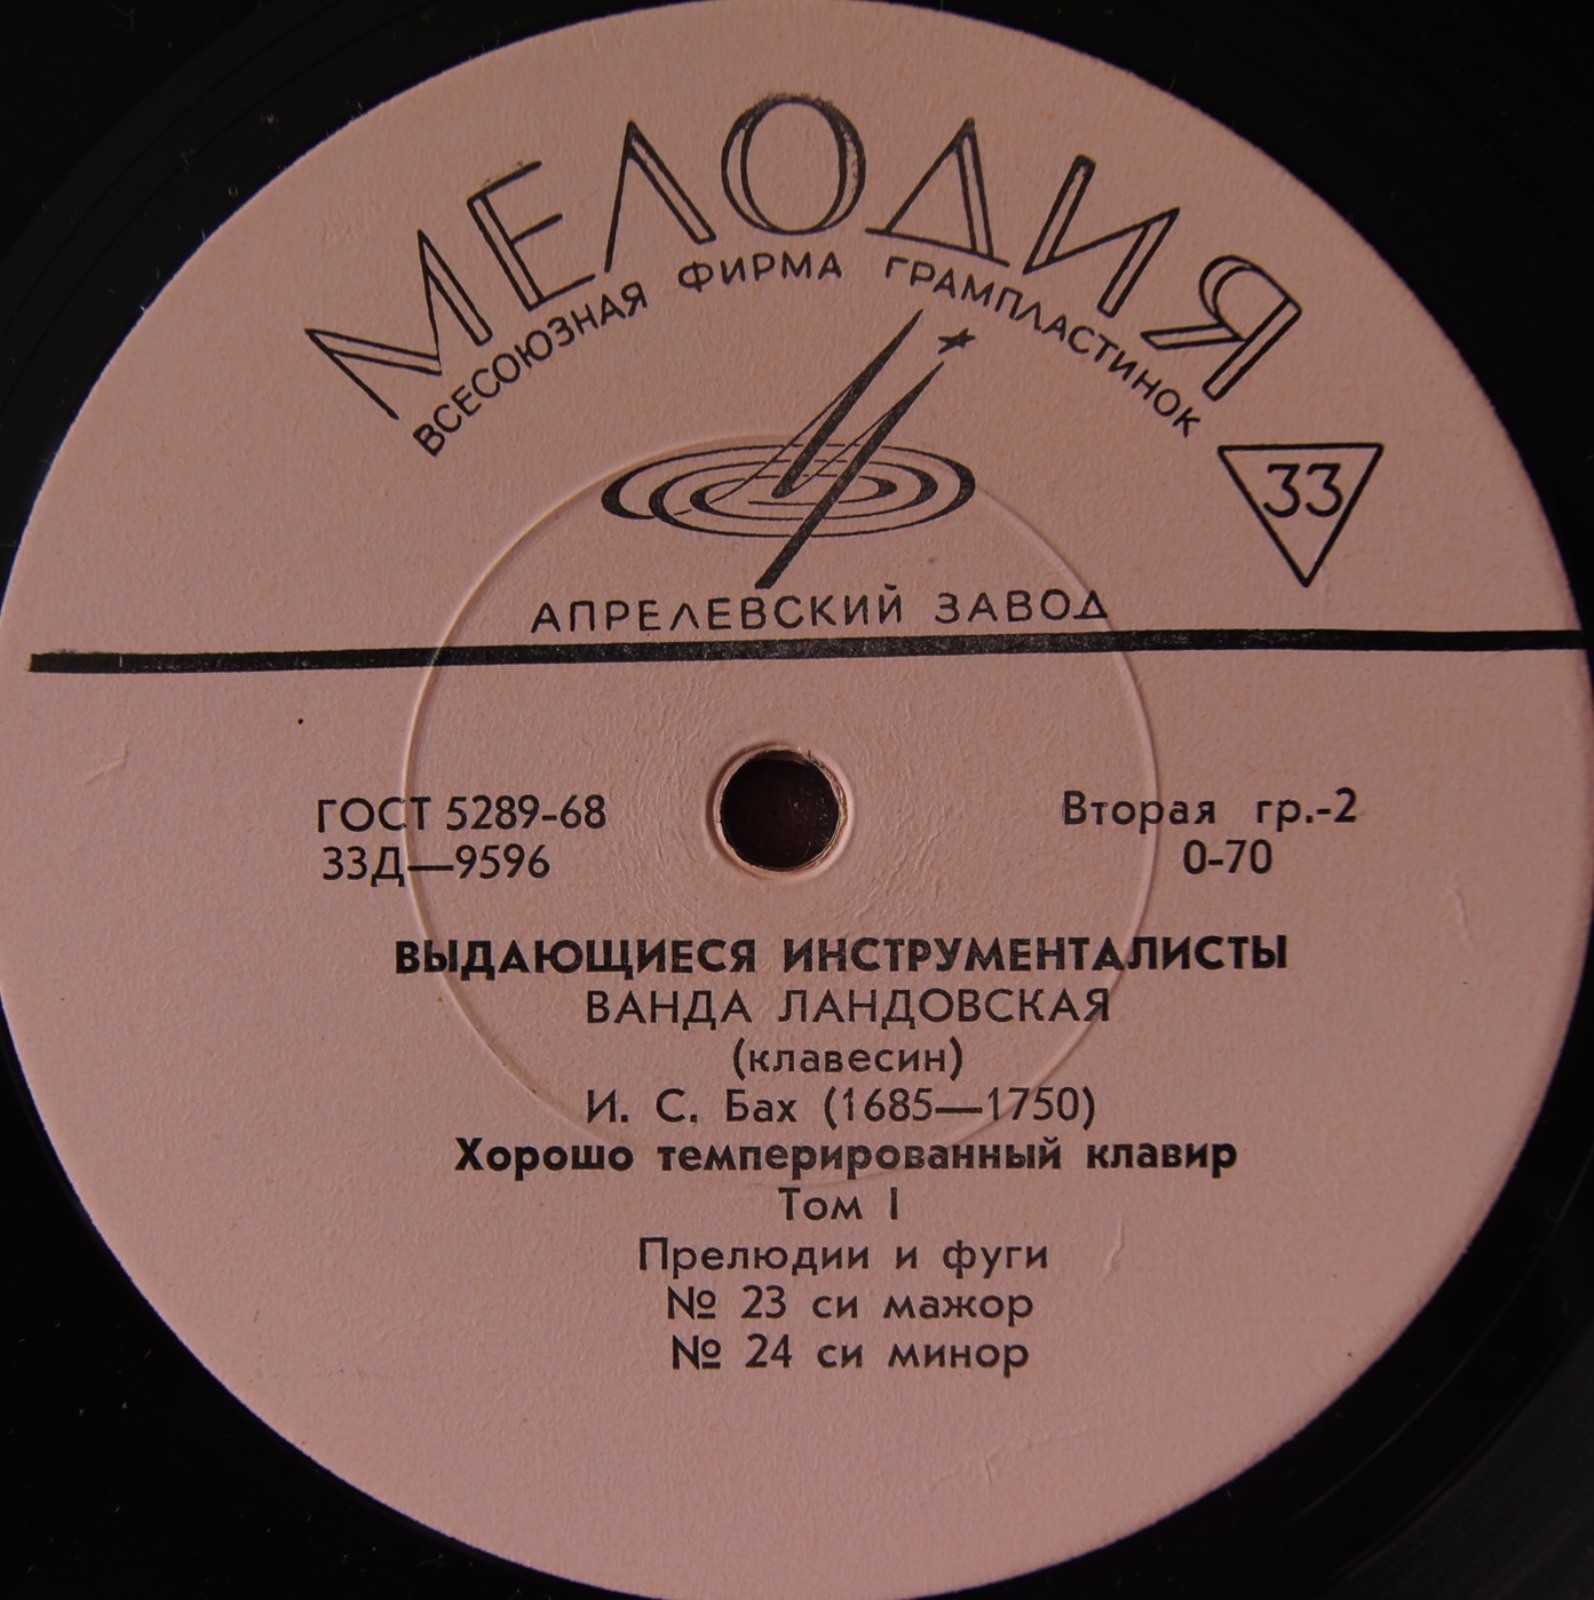 МЕЛОДИЯ
ВСЕСОЮЗНАЯ ФИРМА ГРАМПЛАСТИНОК
33
АПРЕЛЕВСКИЙ ЗАВОД
ГОСТ 5289-68
33Д—9596
Вторая гр.-2
0-70
ВЫДАЮЩИЕСЯ ИНСТРУМЕНТАЛИСТЫ
ВАНДА ЛАНДОВСКАЯ
(клавесин)
И. С. Бах (1685—1750)
Хорошо темперированный клавир
Том I
Прелюдии и фуги
№ 23 си мажор
№ 24 си минор